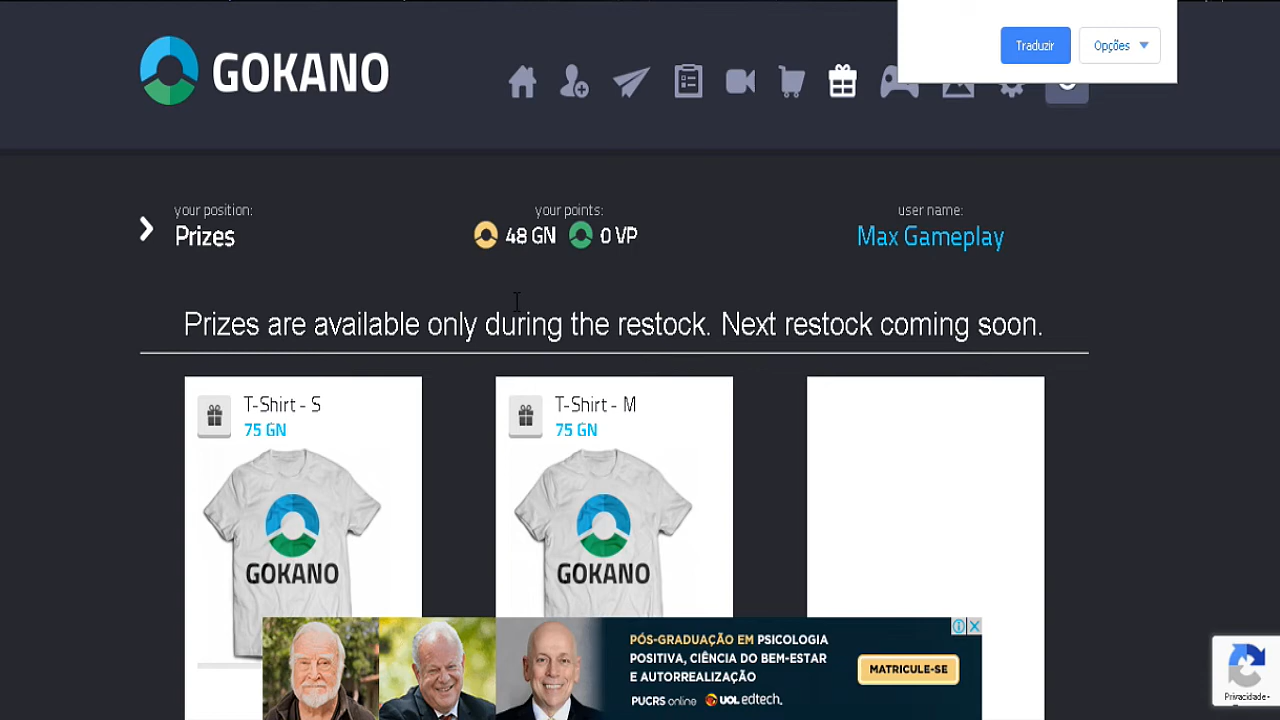 GOKANO
Traduzir
Opções
your position:
Prizes
your points:
48 GN 0 VP
user name:
Max Gameplay
Prizes are available only during the restock. Next restock coming soon.
T-Shirt - S
75 GN
GOKANO
T-Shirt - M
75 GN
GOKANO
PÓS-GRADUAÇÃO EM PSICOLOGIA
POSITIVA, CIÊNCIA DO BEM-ESTAR
E AUTORREALIZAÇÃO
PUCRS online UOL edtech.
MATRICULE-SE
Privacidade -